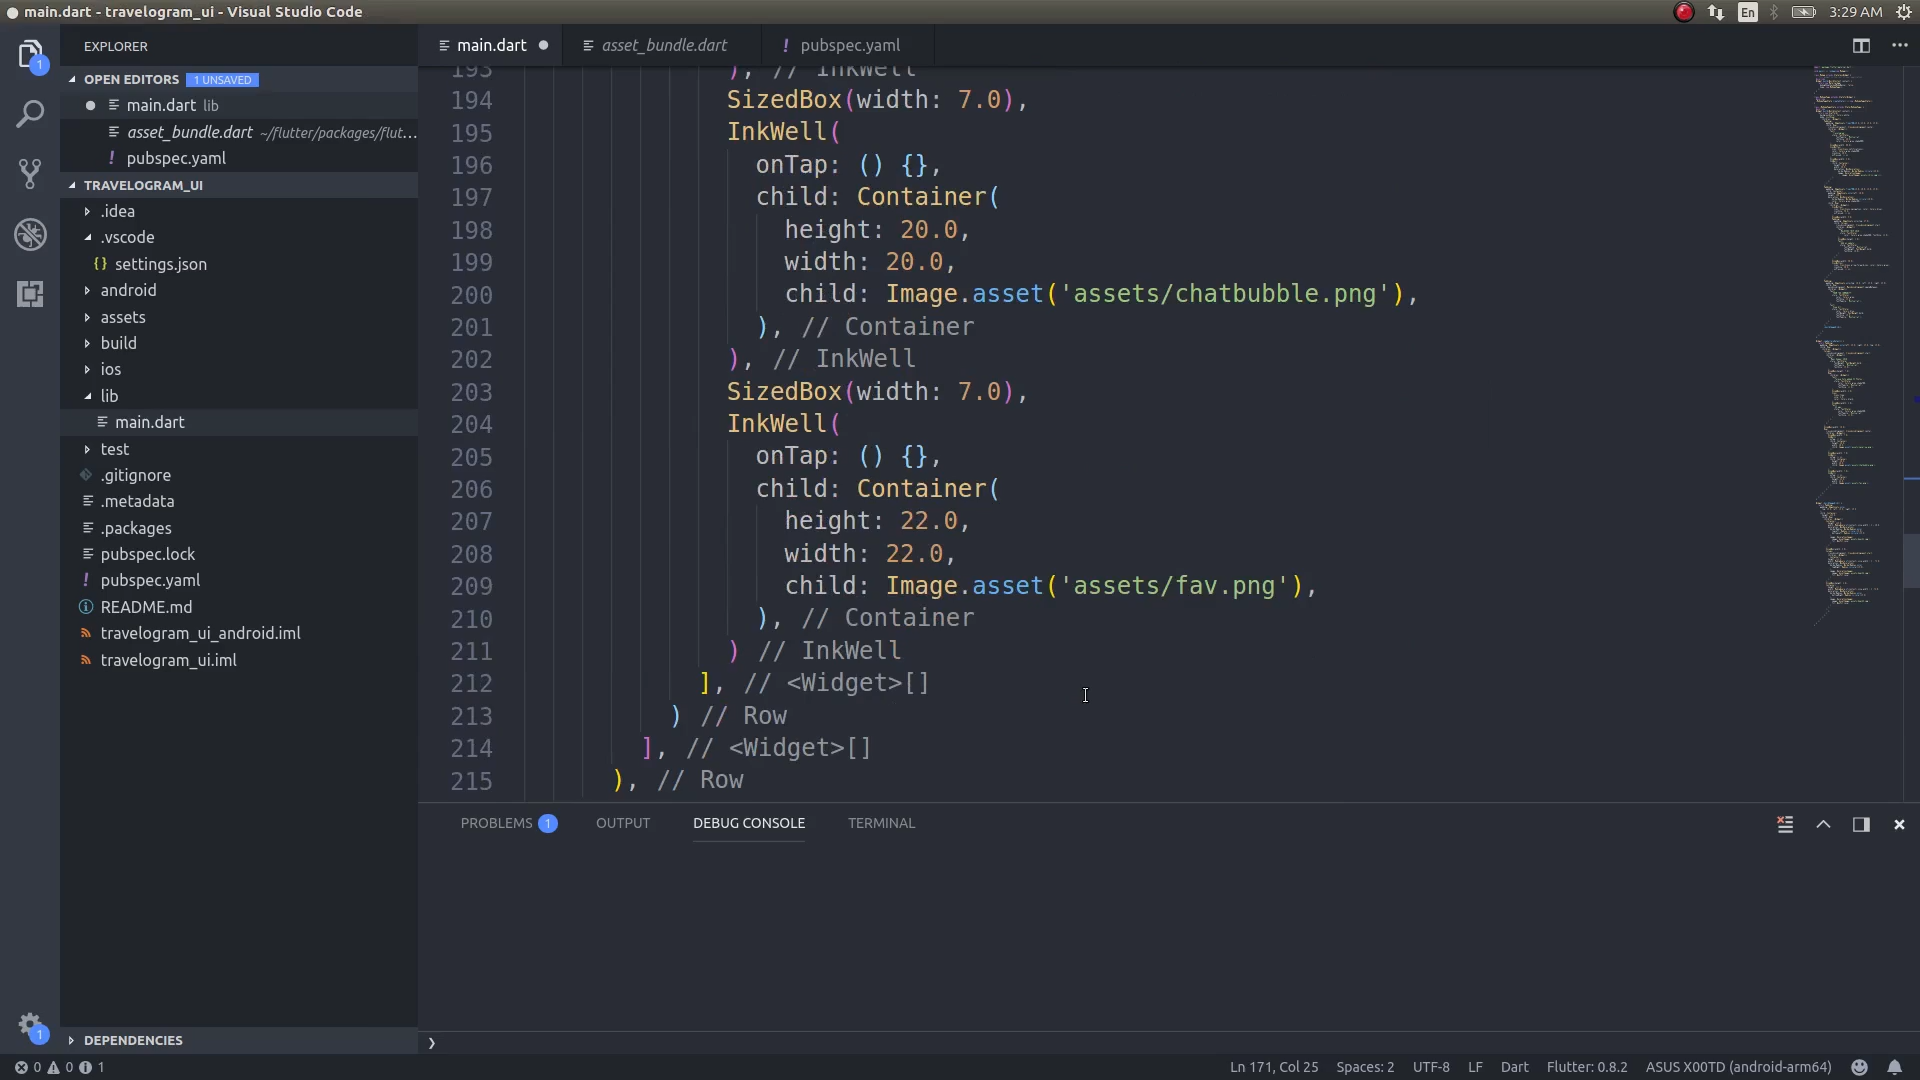 main.dart - travelogram_ui - Visual Studio Code
En
3:29 AM
EXPLORER
OPEN EDITORS 1 UNSAVED
main.dart lib
asset_bundle.dart ~/flutter/packages/flut...
pubspec.yaml
TRAVELOGRAM_UI
.idea
.vscode
{} settings.json
android
assets
build
ios
lib
main.dart
test
.gitignore
.metadata
.packages
pubspec.lock
! pubspec.yaml
README.md
travelogram_ui_android.iml
travelogram_ui.iml
DEPENDENCIES
main.dart
asset_bundle.dart
! pubspec.yaml
193 ), // InkWell
194 SizedBox(width: 7.0),
195 InkWell(
196 onTap: () {},
197 child: Container(
198 height: 20.0,
199 width: 20.0,
200 child: Image.asset('assets/chatbubble.png'),
201 ), // Container
202 ), // InkWell
203 SizedBox(width: 7.0),
204 InkWell(
205 onTap: () {},
206 child: Container(
207 height: 22.0,
208 width: 22.0,
209 child: Image.asset('assets/fav.png'),
210 ), // Container
211 ) // InkWell
212 ], // <Widget>[]
213 ) // Row
214 ], // <Widget>[]
215 ), // Row
PROBLEMS 1
OUTPUT
DEBUG CONSOLE
TERMINAL
0 0 1
Ln 171, Col 25
Spaces: 2
UTF-8
LF
Dart
Flutter: 0.8.2
ASUS X00TD (android-arm64)